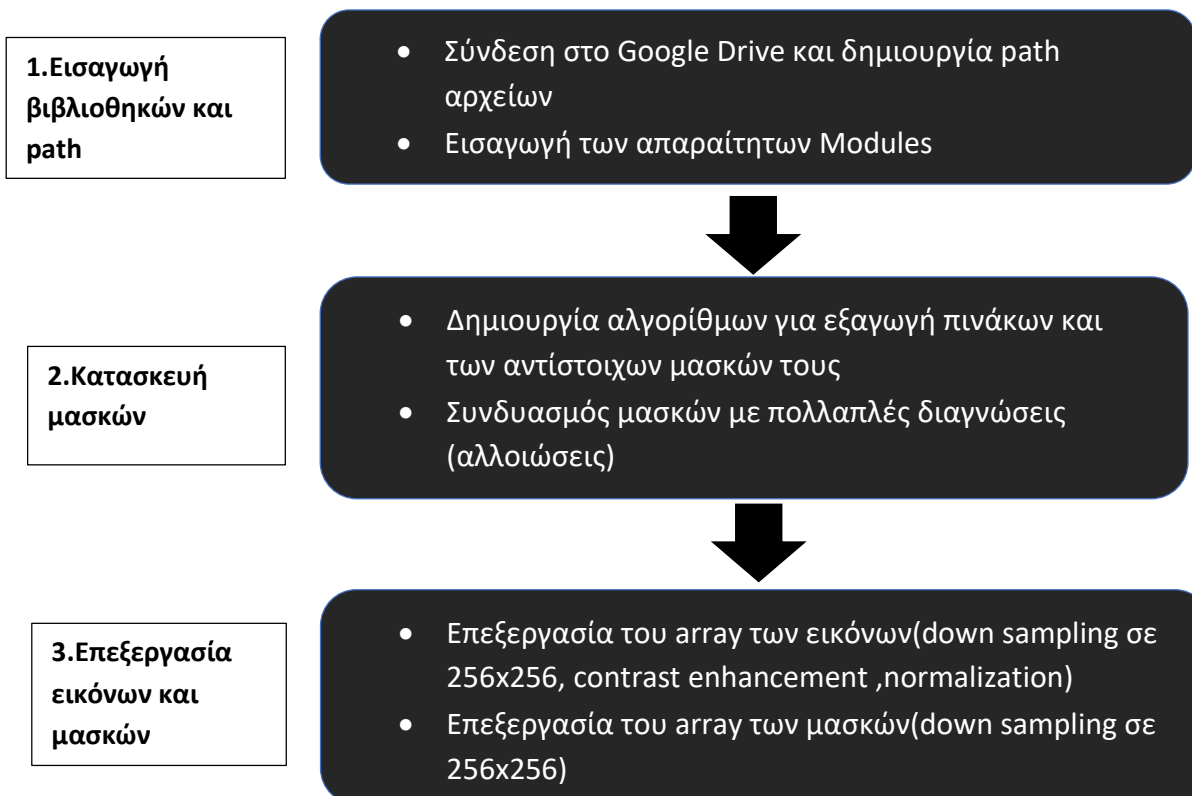 1.Εισαγωγή
βιβλιοθηκών και
path
• Σύνδεση στο Google Drive και δημιουργία path
αρχείων
• Εισαγωγή των απαραίτητων Modules
2.Κατασκευή
μασκών
• Δημιουργία αλγορίθμων για εξαγωγή πινάκων και
των αντίστοιχων μασκών τους
• Συνδυασμός μασκών με πολλαπλές διαγνώσεις
(αλλοιώσεις)
3.Επεξεργασία
εικόνων και
μασκών
• Επεξεργασία του array των εικόνων(down sampling σε
256x256, contrast enhancement ,normalization)
• Επεξεργασία του array των μασκών(down sampling σε
256x256)